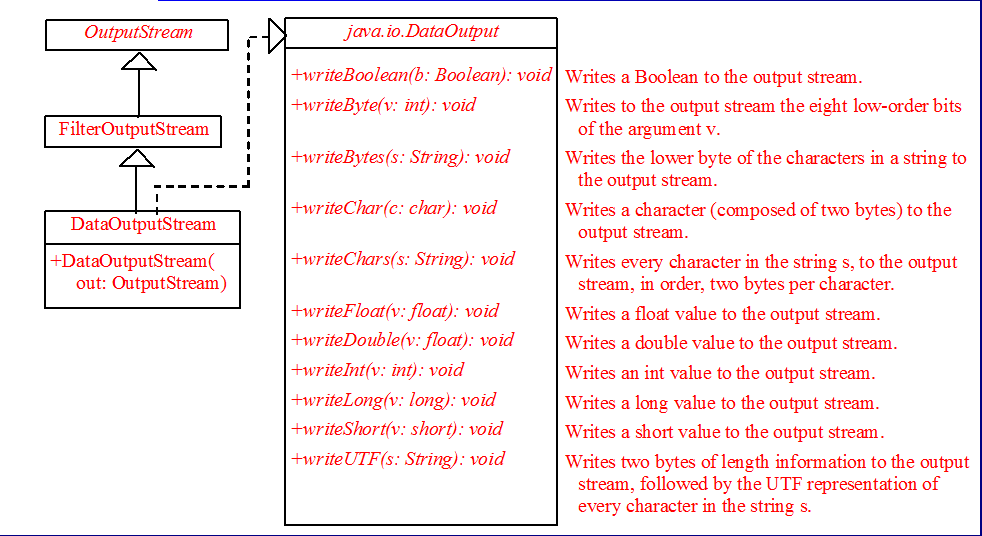 OutputStream
FilterOutputStream
DataOutputStream
+DataOutputStream(
out: OutputStream)
java.io.DataOutput
+writeBoolean(b: Boolean): void
Writes a Boolean to the output stream.
+writeByte(v: int): void
Writes to the output stream the eight low-order bits
of the argument v.
+writeBytes(s: String): void
Writes the lower byte of the characters in a string to
the output stream.
+writeChar(c: char): void
Writes a character (composed of two bytes) to the
output stream.
+writeChars(s: String): void
Writes every character in the string s, to the output
stream, in order, two bytes per character.
+writeFloat(v: float): void
Writes a float value to the output stream.
+writeDouble(v: float): void
Writes a double value to the output stream.
+writeInt(v: int): void
Writes an int value to the output stream.
+writeLong(v: long): void
Writes a long value to the output stream.
+writeShort(v: short): void
Writes a short value to the output stream.
+writeUTF(s: String): void
Writes two bytes of length information to the output
stream, followed by the UTF representation of
every character in the string s.